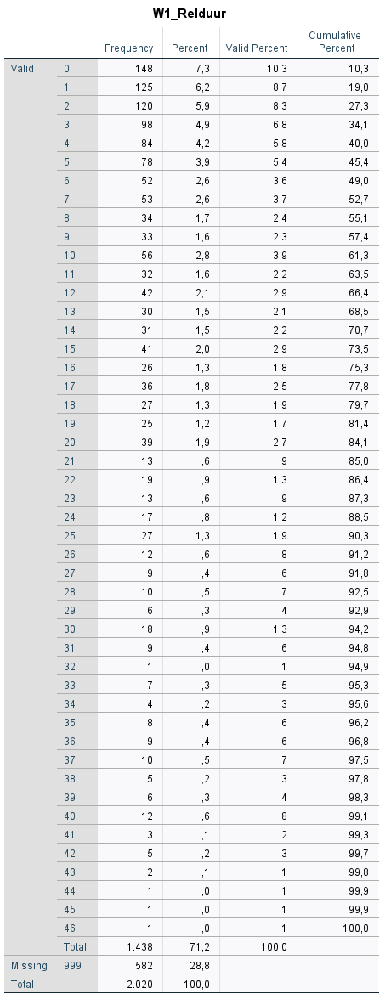 W1_Relduur
Frequency Percent Valid Percent Cumulative Percent
Valid 0 148 7,3 10,3 10,3
1 125 6,2 8,7 19,0
2 120 5,9 8,3 27,3
3 98 4,9 6,8 34,1
4 84 4,2 5,8 40,0
5 78 3,9 5,4 45,4
6 52 2,6 3,6 49,0
7 53 2,6 3,7 52,7
8 34 1,7 2,4 55,1
9 33 1,6 2,3 57,4
10 56 2,8 3,9 61,3
11 32 1,6 2,2 63,5
12 42 2,1 2,9 66,4
13 30 1,5 2,1 68,5
14 31 1,5 2,2 70,7
15 41 2,0 2,9 73,5
16 26 1,3 1,8 75,3
17 36 1,8 2,5 77,8
18 27 1,3 1,9 79,7
19 25 1,2 1,7 81,4
20 39 1,9 2,7 84,1
21 13 ,6 ,9 85,0
22 19 ,9 1,3 86,4
23 13 ,6 ,9 87,3
24 17 ,8 1,2 88,5
25 27 1,3 1,9 90,3
26 12 ,6 ,8 91,2
27 9 ,4 ,6 91,8
28 10 ,5 ,7 92,5
29 6 ,3 ,4 92,9
30 18 ,9 1,3 94,2
31 9 ,4 ,6 94,8
32 1 ,0 ,1 94,9
33 7 ,3 ,5 95,3
34 4 ,2 ,3 95,6
35 8 ,4 ,6 96,2
36 9 ,4 ,6 96,8
37 10 ,5 ,7 97,5
38 5 ,2 ,3 97,8
39 6 ,3 ,4 98,3
40 12 ,6 ,8 99,1
41 3 ,1 ,2 99,3
42 5 ,2 ,3 99,7
43 2 ,1 ,1 99,8
44 1 ,0 ,1 99,9
45 1 ,0 ,1 99,9
46 1 ,0 ,1 100,0
Total 1.438 71,2 100,0
Missing 999 582 28,8
Total 2.020 100,0